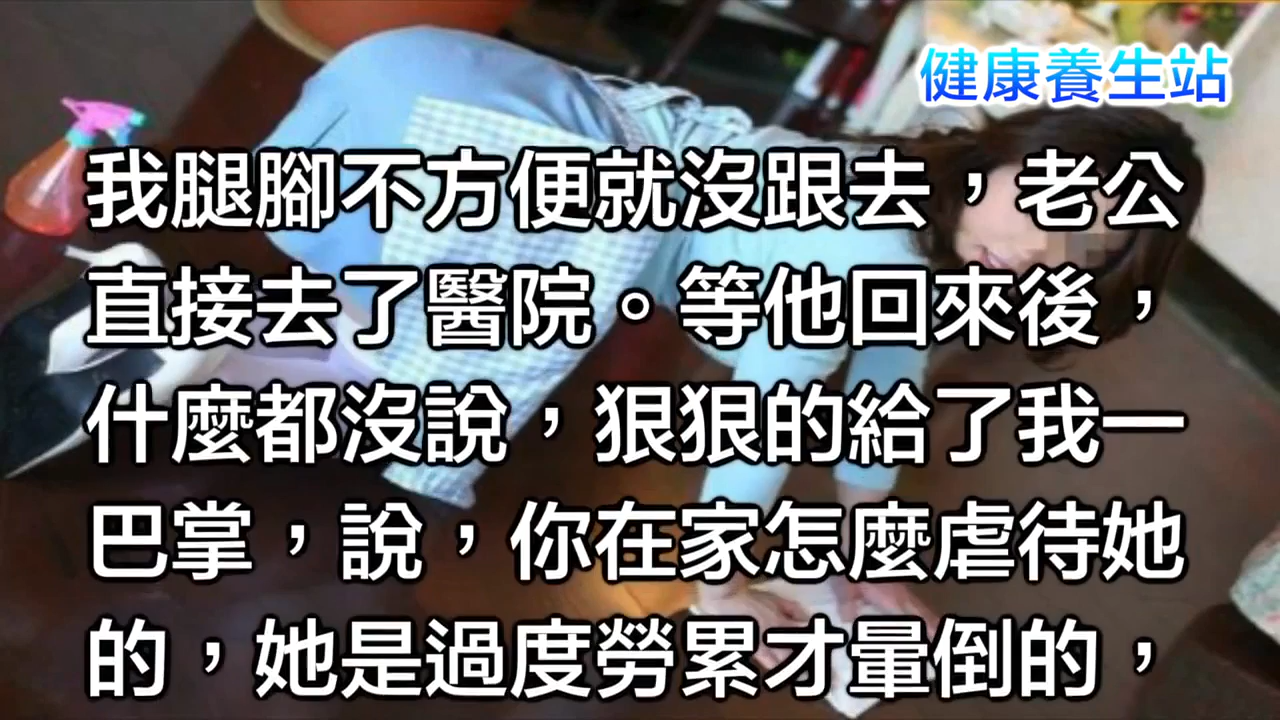 健康養生站
我腿腳不方便就沒跟去，老公
直接去了醫院。等他回來後，
什麼都沒說，狠狠的給了我一
巴掌，說，你在家怎麼虐待她
的，她是過度勞累才暈倒的，